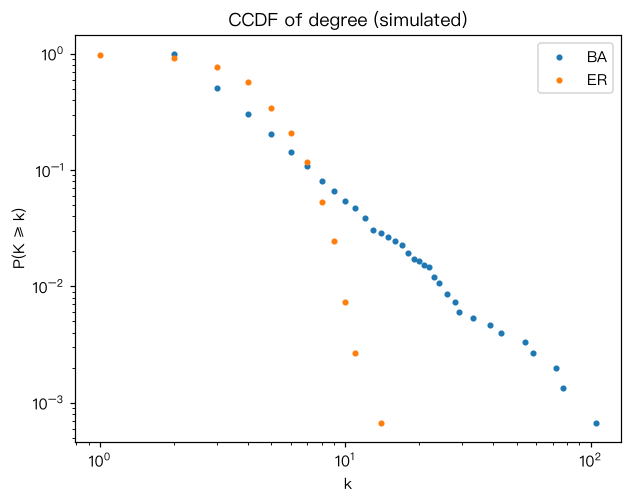 CCDF of degree (simulated)
BA
ER
P(K ⩾ k)
10⁰
10⁻¹
10⁻²
10⁻³
10⁰
10¹
10²
k